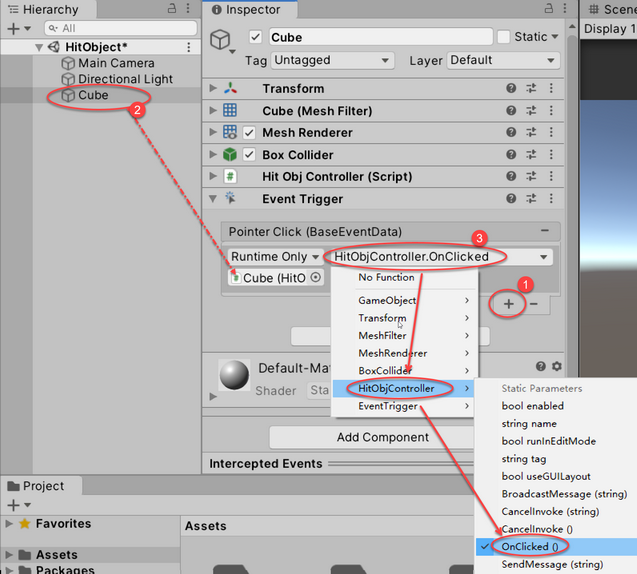 Hierarchy
All
HitObject*
Main Camera
Directional Light
Cube
2
Inspector
Cube
Static
Tag Untagged Layer Default
Transform
Cube (Mesh Filter)
Mesh Renderer
Box Collider
Hit Obj Controller (Script)
Event Trigger
Pointer Click (BaseEventData)
3
Runtime Only HitObjController.OnClicked
Cube (HitO
No Function
1
GameObject
Transform
MeshFilter
MeshRenderer
BoxCollider
HitObjController
EventTrigger
Default-Ma
Shader Sta
Add Component
Intercepted Events
Static Parameters
bool enabled
string name
bool runInEditMode
string tag
bool useGUILayout
BroadcastMessage (string)
CancelInvoke (string)
CancelInvoke ()
OnClicked ()
SendMessage (string)
Scene
Display 1
Project
Favorites
Assets
Packages
Assets